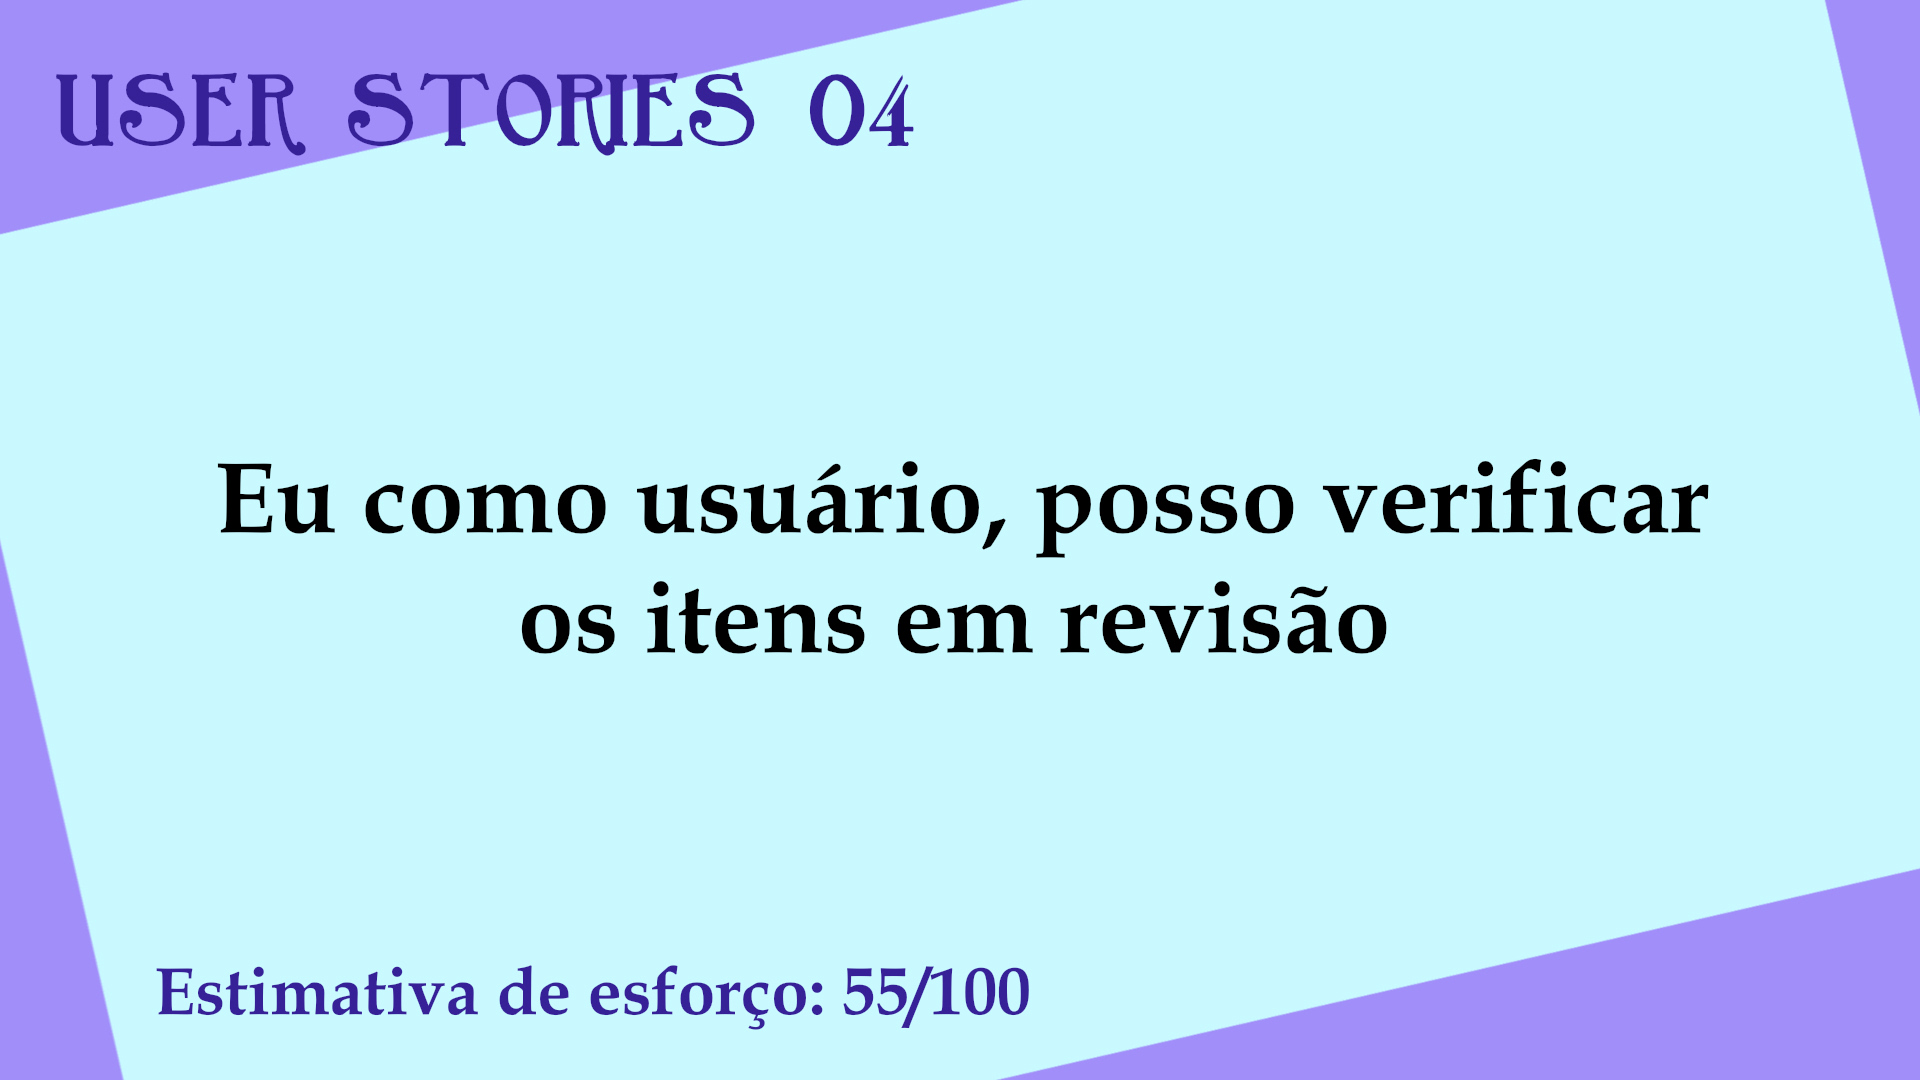 USER STORIES 04
Eu como usuário, posso verificar
os itens em revisão
Estimativa de esforço: 55/100